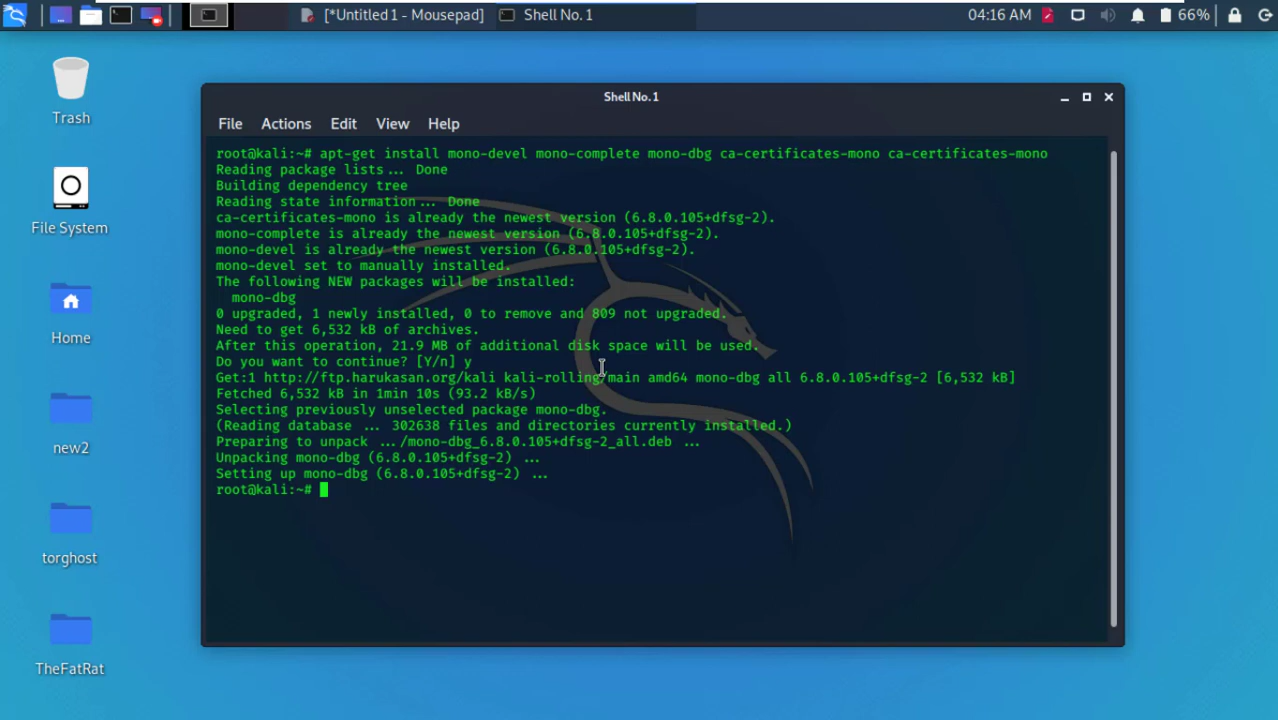 [*Untitled 1 - Mousepad]
Shell No. 1
04:16 AM
66%
Trash
File System
Home
new2
torghost
TheFatRat
Shell No. 1
File Actions Edit View Help
root@kali:~# apt-get install mono-devel mono-complete mono-dbg ca-certificates-mono ca-certificates-mono
Reading package lists... Done
Building dependency tree
Reading state information... Done
ca-certificates-mono is already the newest version (6.8.0.105+dfsg-2).
mono-complete is already the newest version (6.8.0.105+dfsg-2).
mono-devel is already the newest version (6.8.0.105+dfsg-2).
mono-devel set to manually installed.
The following NEW packages will be installed:
mono-dbg
0 upgraded, 1 newly installed, 0 to remove and 809 not upgraded.
Need to get 6,532 kB of archives.
After this operation, 21.9 MB of additional disk space will be used.
Do you want to continue? [Y/n] y
Get:1 http://ftp.harukasan.org/kali kali-rolling/main amd64 mono-dbg all 6.8.0.105+dfsg-2 [6,532 kB]
Fetched 6,532 kB in 1min 10s (93.2 kB/s)
Selecting previously unselected package mono-dbg.
(Reading database ... 302638 files and directories currently installed.)
Preparing to unpack .../mono-dbg_6.8.0.105+dfsg-2_all.deb ...
Unpacking mono-dbg (6.8.0.105+dfsg-2) ...
Setting up mono-dbg (6.8.0.105+dfsg-2) ...
root@kali:~#